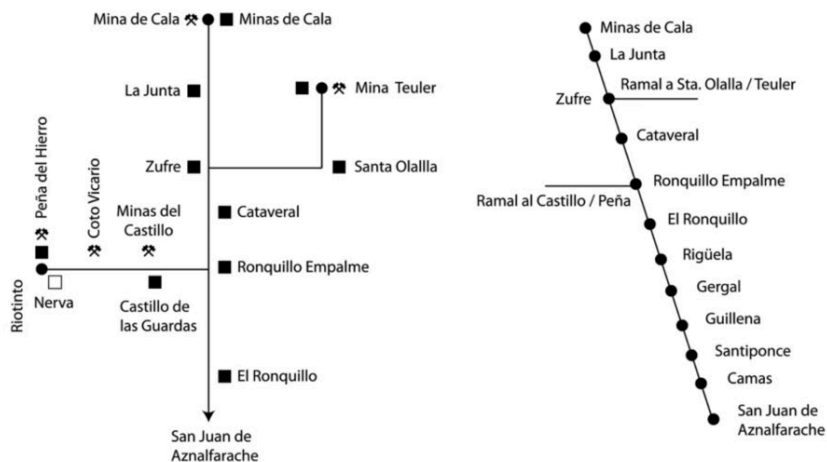 Mina de Cala
Minas de Cala
La Junta
Mina Teuler
Zufre
Santa Olallla
Peña del Hierro
Coto Vicario
Minas del
Castillo
Cataveral
Ronquillo Empalme
Riotinto
Nerva
Castillo de
las Guardas
El Ronquillo
San Juan de
Aznalfarache
Minas de Cala
La Junta
Ramal a Sta. Olalla / Teuler
Zufre
Cataveral
Ronquillo Empalme
Ramal al Castillo / Peña
El Ronquillo
Rigüela
Gergal
Guillena
Santiponce
Camas
San Juan de
Aznalfarache